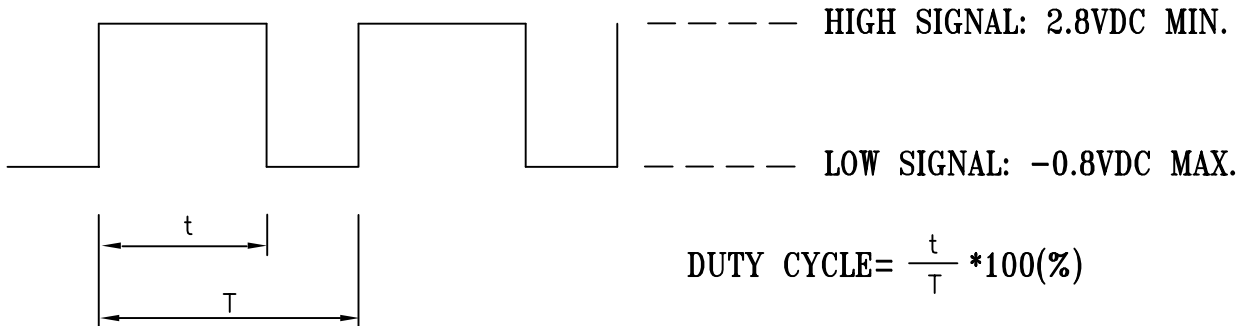 HIGH SIGNAL: 2.8VDC MIN.
LOW SIGNAL: -0.8VDC MAX.
t
T
DUTY CYCLE= t/T *100(%)